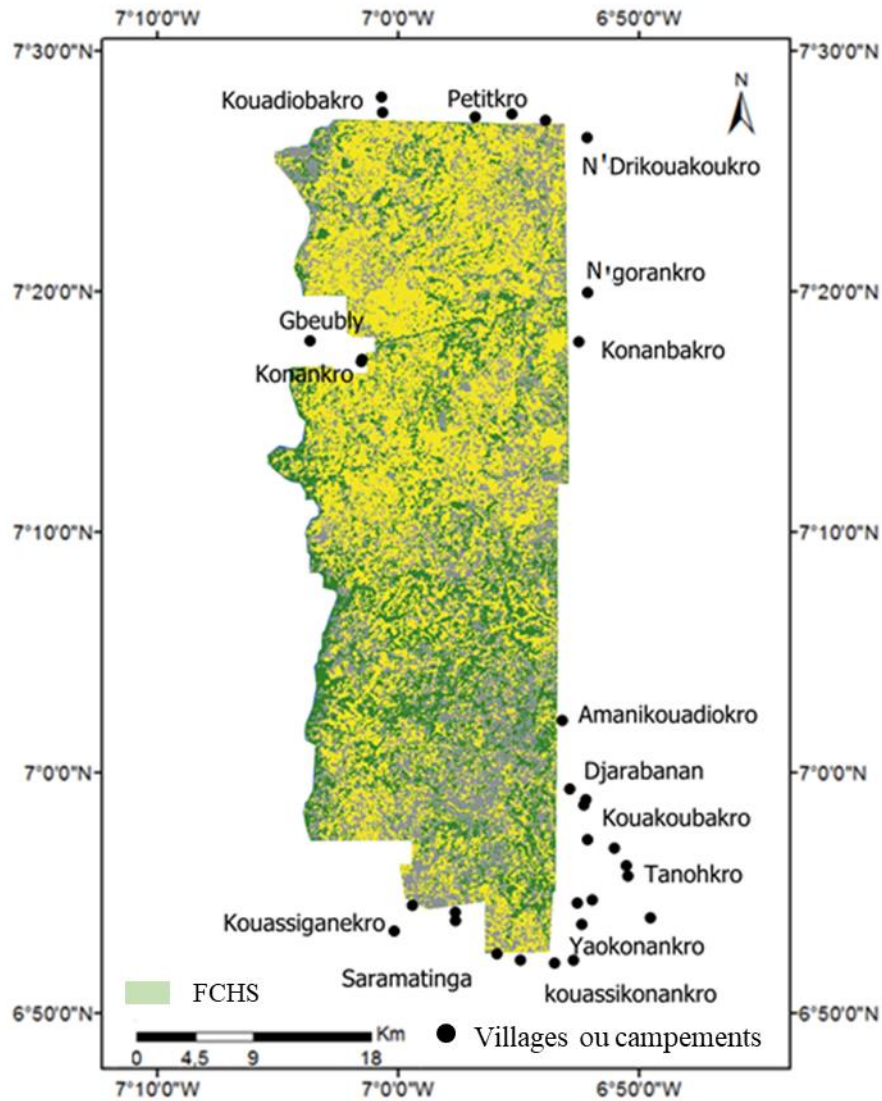 7°10'0"W 7°0'0"W 6°50'0"W
7°30'0"N 7°30'0"N
N
Kouadiobakro Petitkro
N'Drikouakoukro
N'gorankro
7°20'0"N 7°20'0"N
Gbeubly
Konanbakro
Konankro
7°10'0"N 7°10'0"N
Amanikouadiokro
7°0'0"N Djarabanan 7°0'0"N
Kouakoubakro
Tanohkro
Kouassiganekro
Yaokonankro
Saramatinga
FCHS kouassikonankro
6°50'0"N 6°50'0"N
Km Villages ou campements
0 4,5 9 18
7°10'0"W 7°0'0"W 6°50'0"W